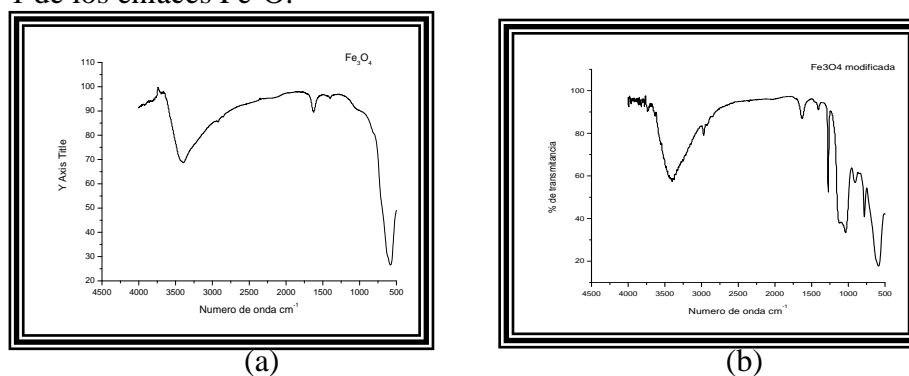 1 de los enlaces Fe-O.
Fe3O4
110
100
90
80
70
60
50
40
30
20
Y Axis Title
4500 4000 3500 3000 2500 2000 1500 1000 500
Numero de onda cm-1
(a)
Fe3O4 modificada
100
80
60
40
20
% de transmitancia
4500 4000 3500 3000 2500 2000 1500 1000 500
Numero de onda cm-1
(b)